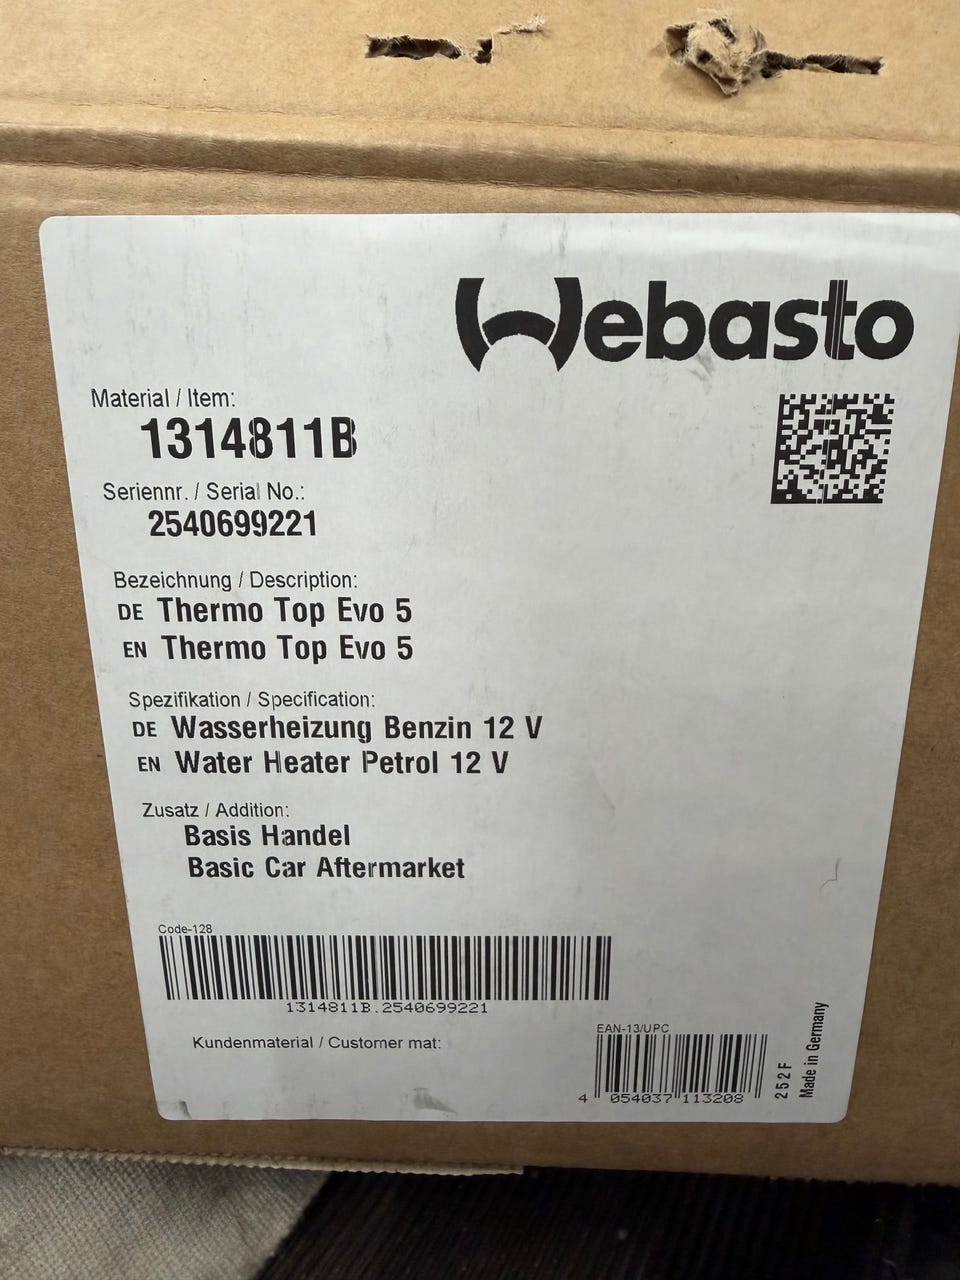 Webasto
Material / Item:
1314811B
Seriennr. / Serial No.:
2540699221
Bezeichnung / Description:
DE Thermo Top Evo 5
EN Thermo Top Evo 5
Spezifikation / Specification:
DE Wasserheizung Benzin 12 V
EN Water Heater Petrol 12 V
Zusatz / Addition:
Basis Handel
Basic Car Aftermarket
Code-128
1314811B.2540699221
Kundenmaterial / Customer mat:
EAN-13/UPC
4 054037 113208
252F
Made in Germany